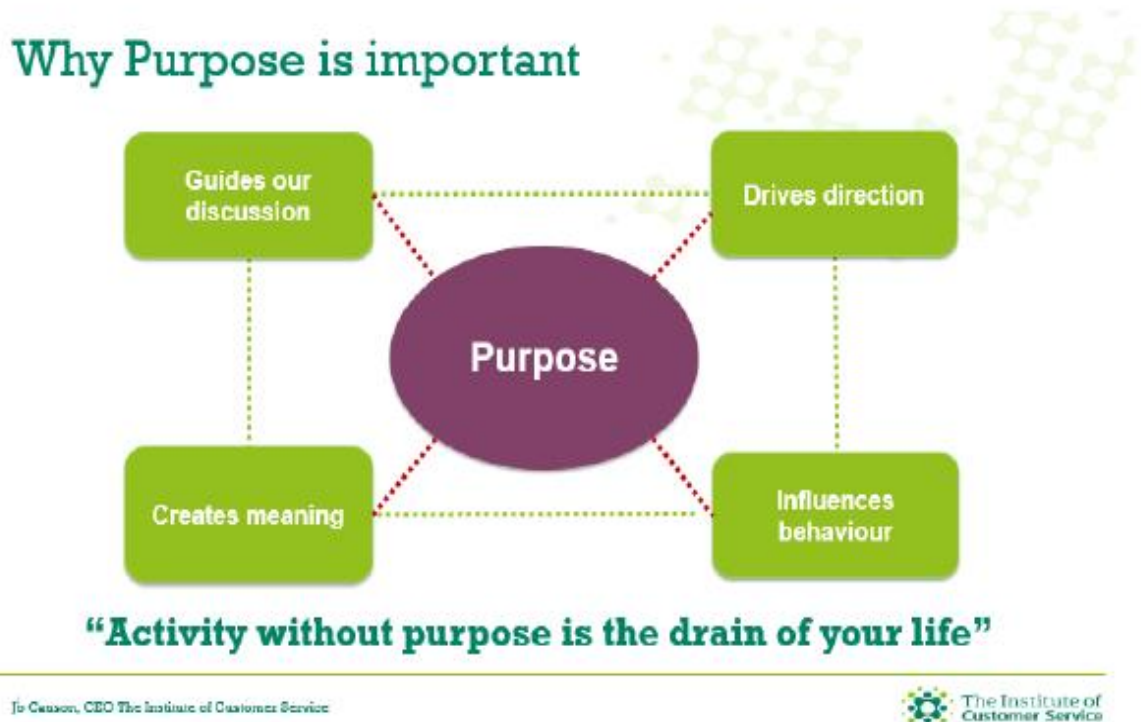 Why Purpose is important
Guides our
discussion
Drives direction
Purpose
Creates meaning
Influences
behaviour
“Activity without purpose is the drain of your life”
Jo Causon, CEO The Institute of Customer Service
The Institute of
Customer Service